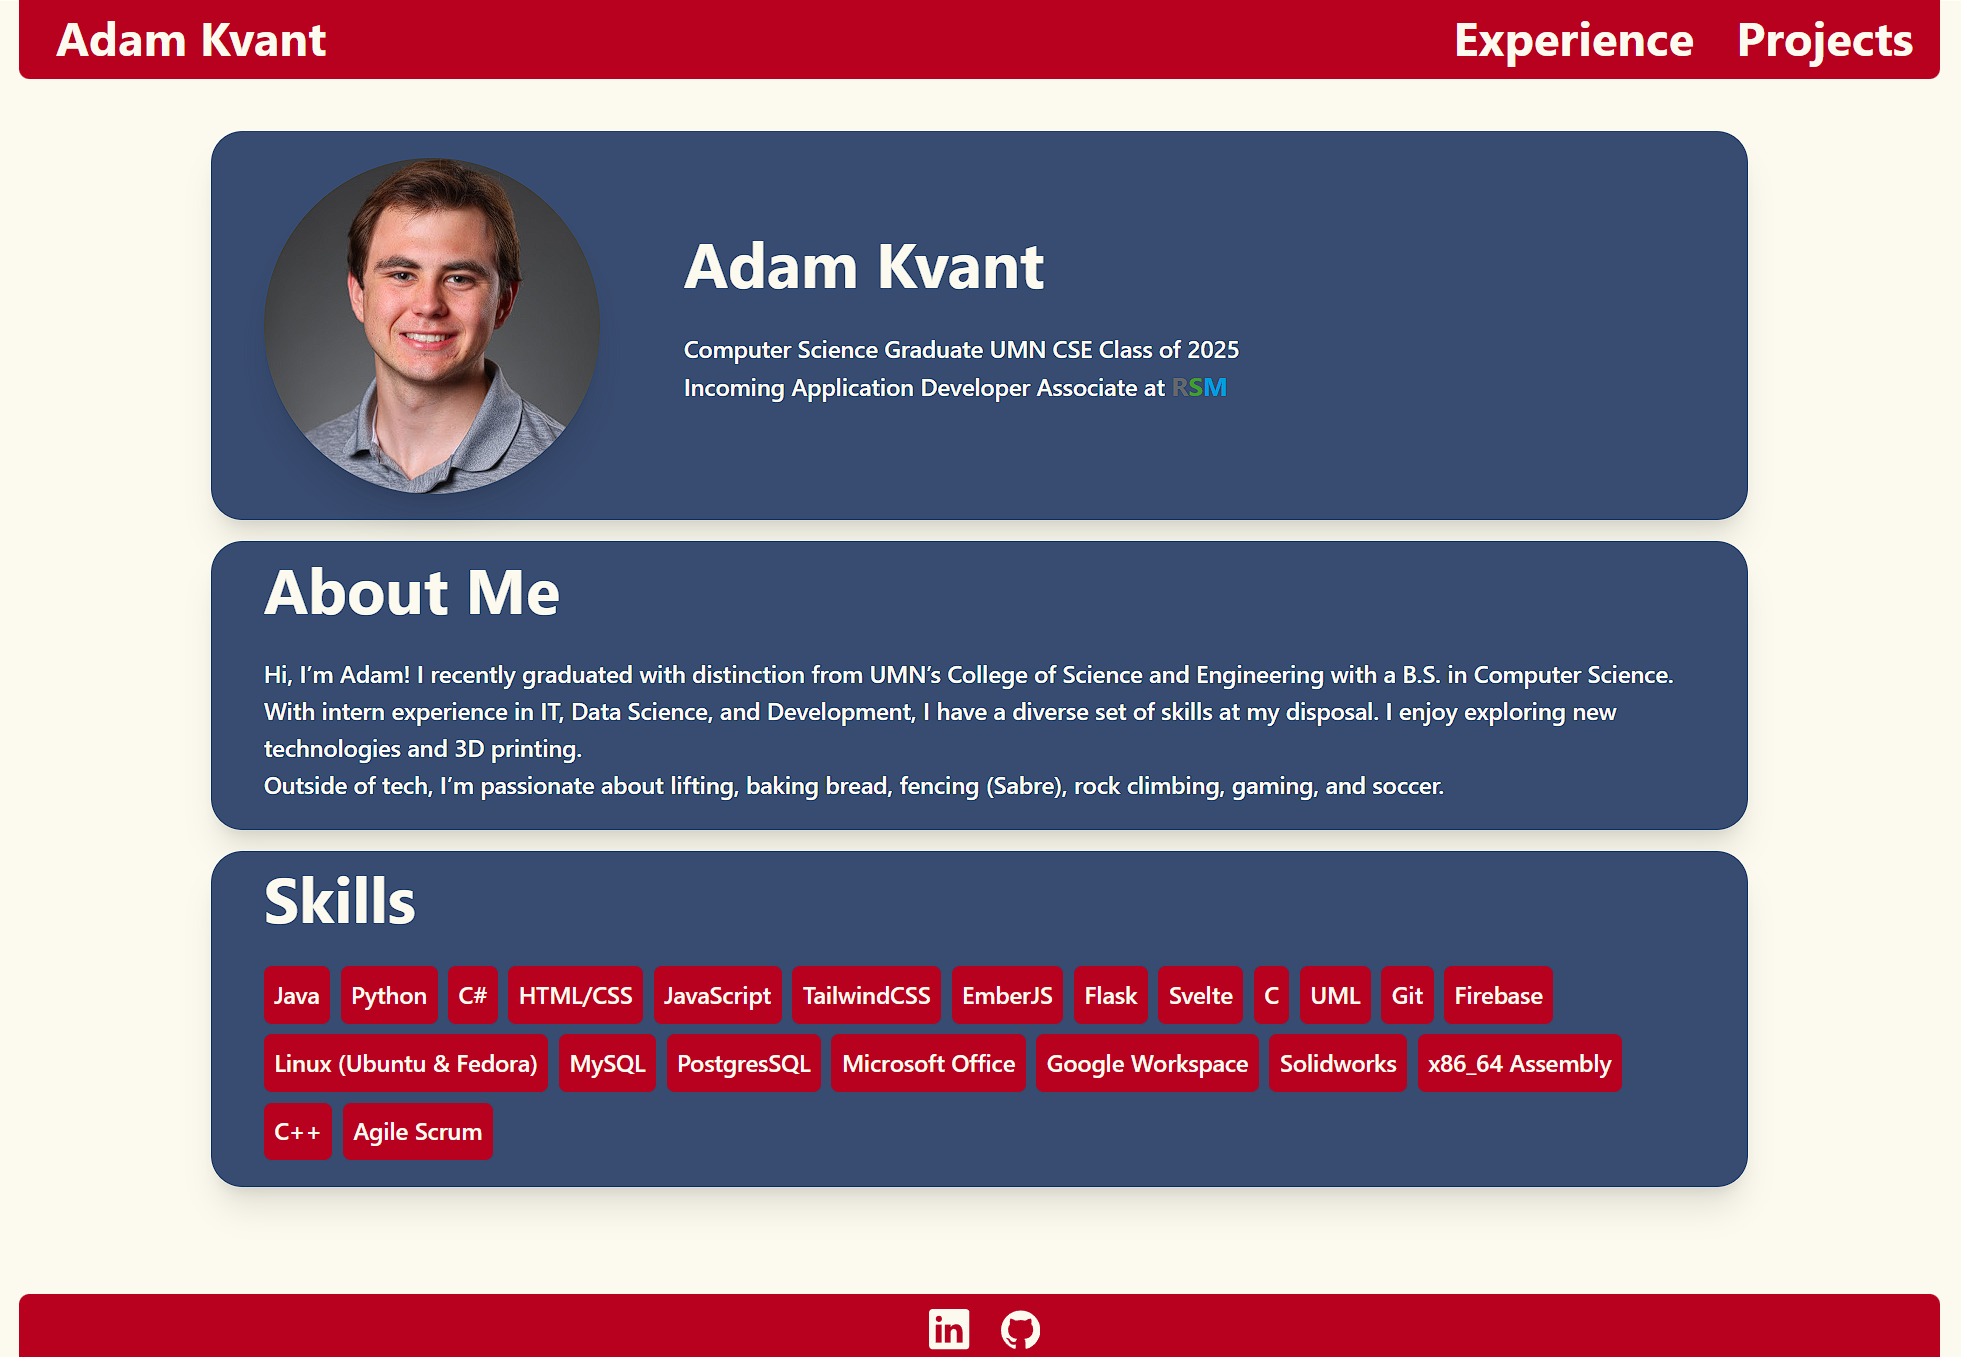 Adam Kvant Experience Projects
Adam Kvant
Computer Science Graduate UMN CSE Class of 2025
Incoming Application Developer Associate at RSM
About Me
Hi, I’m Adam! I recently graduated with distinction from UMN’s College of Science and Engineering with a B.S. in Computer Science.
With intern experience in IT, Data Science, and Development, I have a diverse set of skills at my disposal. I enjoy exploring new
technologies and 3D printing.
Outside of tech, I’m passionate about lifting, baking bread, fencing (Sabre), rock climbing, gaming, and soccer.
Skills
Java Python C# HTML/CSS JavaScript TailwindCSS EmberJS Flask Svelte C UML Git Firebase
Linux (Ubuntu & Fedora) MySQL PostgresSQL Microsoft Office Google Workspace Solidworks x86_64 Assembly
C++ Agile Scrum
in